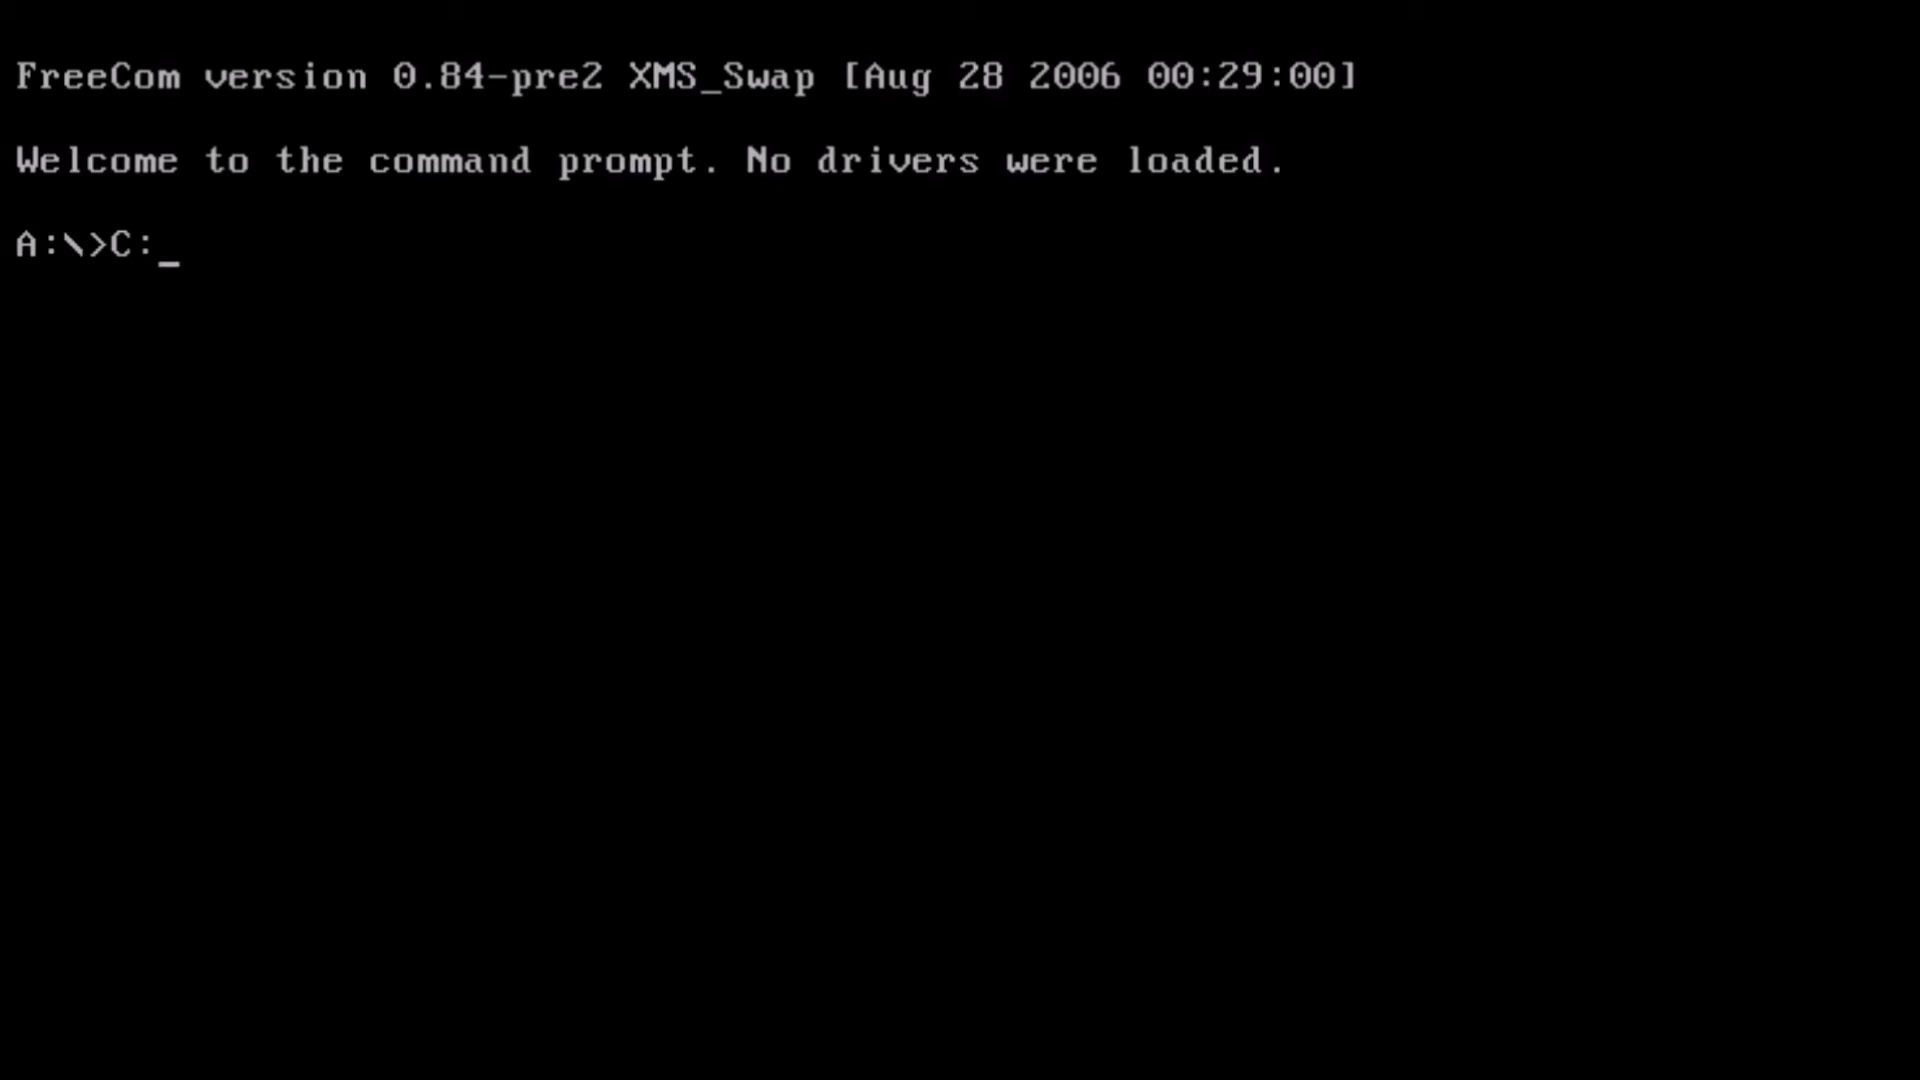 FreeCom version 0.84-pre2 XMS_Swap [Aug 28 2006 00:29:00]
Welcome to the command prompt. No drivers were loaded.
A:\>C:_